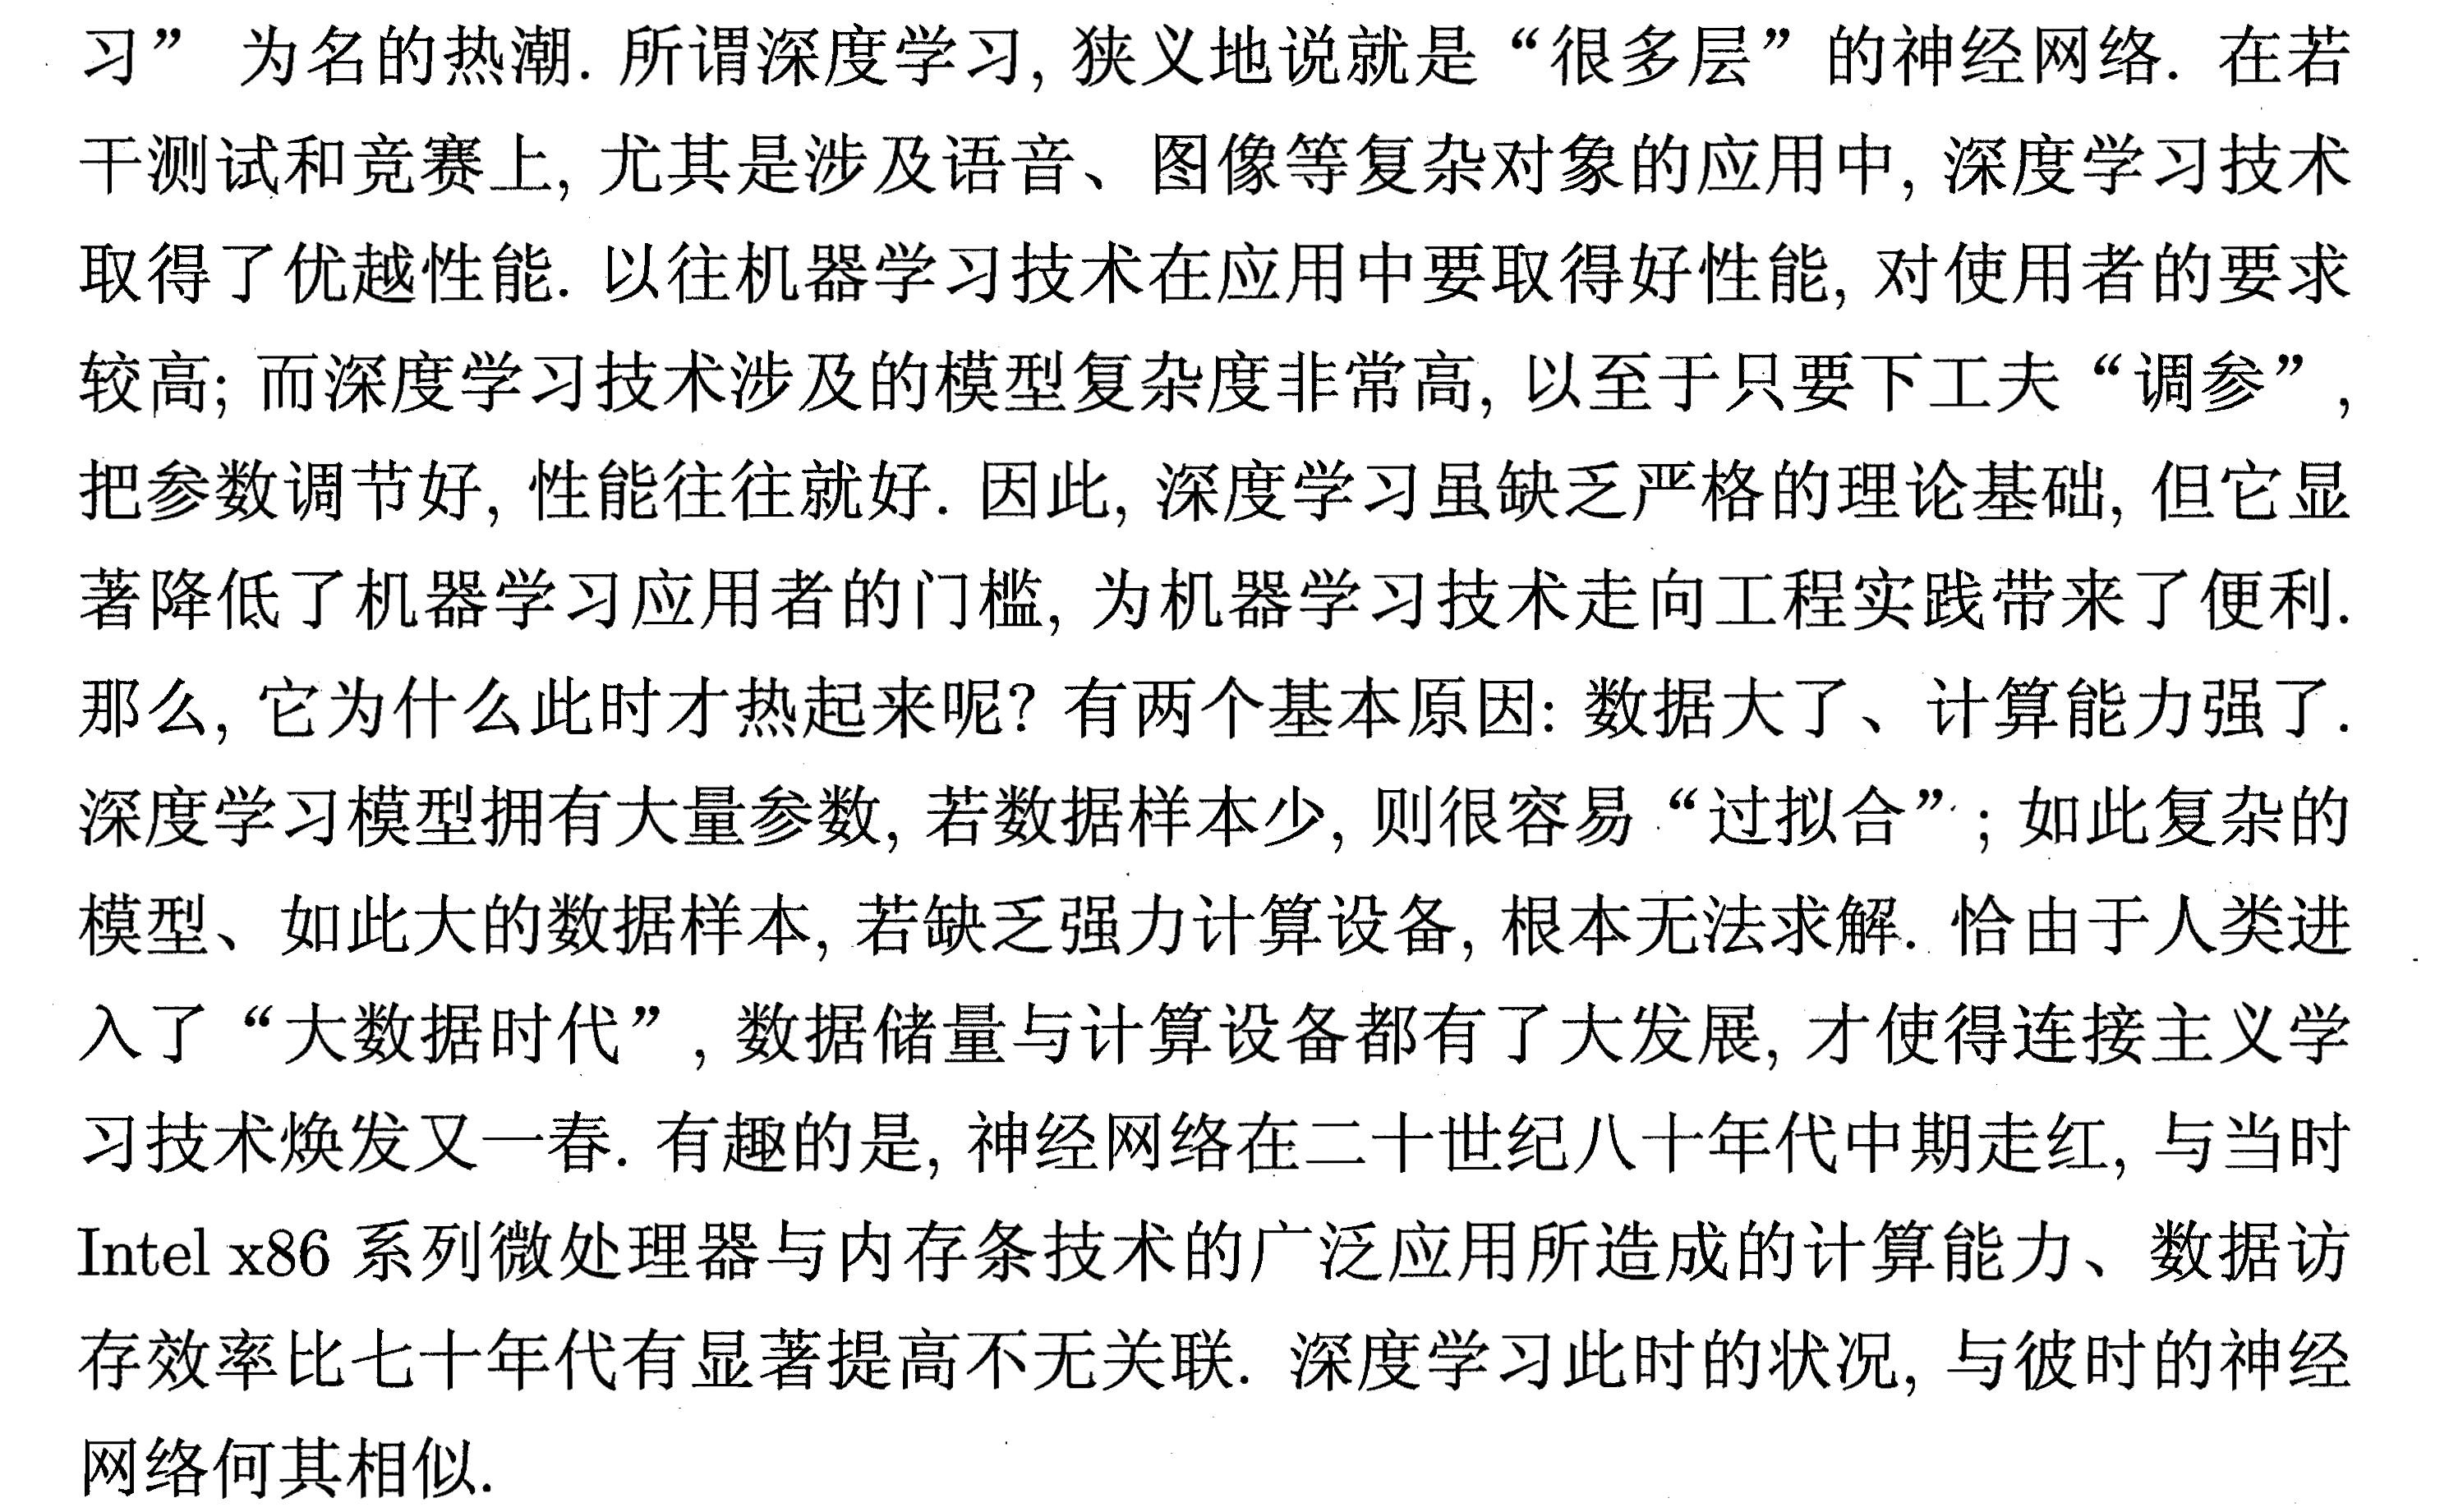 习” 为名的热潮. 所谓深度学习, 狭义地说就是“很多层”的神经网络. 在若
干测试和竞赛上, 尤其是涉及语音、图像等复杂对象的应用中, 深度学习技术
取得了优越性能. 以往机器学习技术在应用中要取得好性能, 对使用者的要求
较高; 而深度学习技术涉及的模型复杂度非常高, 以至于只要下工夫“调参”,
把参数调节好, 性能往往就好. 因此, 深度学习虽缺乏严格的理论基础, 但它显
著降低了机器学习应用者的门槛, 为机器学习技术走向工程实践带来了便利.
那么, 它为什么此时才热起来呢? 有两个基本原因: 数据大了、计算能力强了.
深度学习模型拥有大量参数, 若数据样本少, 则很容易“过拟合”; 如此复杂的
模型、如此大的数据样本, 若缺乏强力计算设备, 根本无法求解. 恰由于人类进
入了“大数据时代”, 数据储量与计算设备都有了大发展, 才使得连接主义学
习技术焕发又一春. 有趣的是, 神经网络在二十世纪八十年代中期走红, 与当时
Intel x86 系列微处理器与内存条技术的广泛应用所造成的计算能力、数据访
存效率比七十年代有显著提高不无关联. 深度学习此时的状况, 与彼时的神经
网络何其相似.